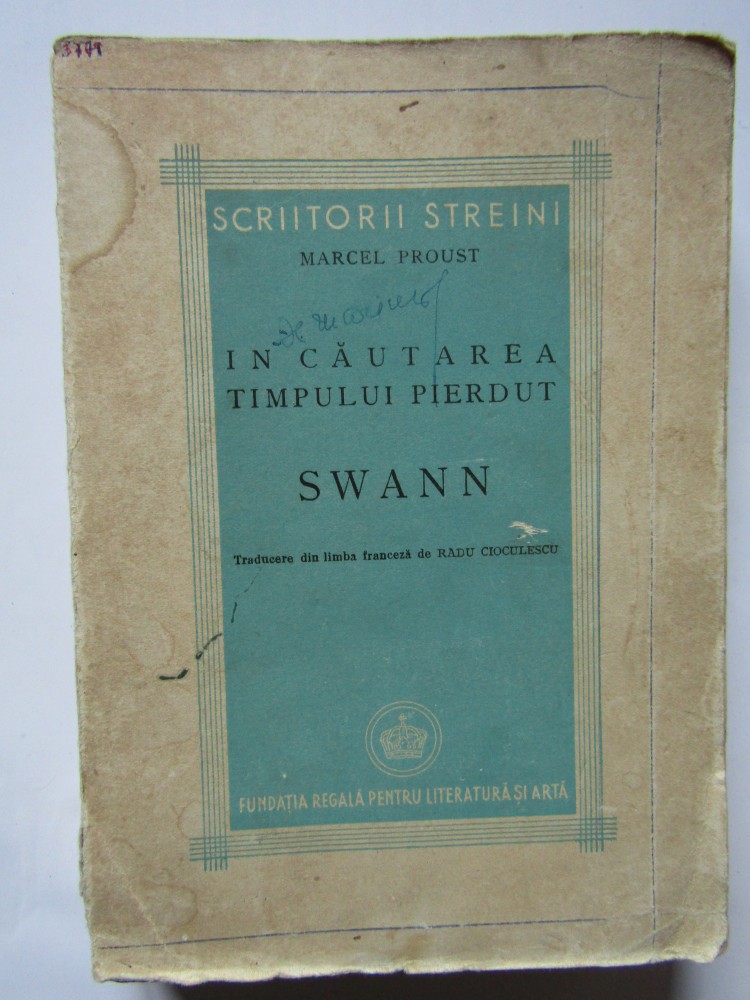 SCRIITORII STREINI
MARCEL PROUST
IN CĂUTAREA
TIMPULUI PIERDUT
SWANN
Traducere din limba franceză de RADU CIOCULESCU
FUNDAȚIA REGALĂ PENTRU LITERATURĂ ȘI ARTĂ